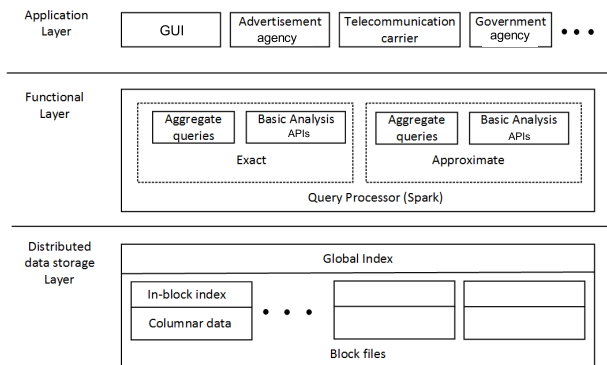 Application
Layer
GUI
Advertisement
agency
Telecommunication
carrier
Government
agency
Functional
Layer
Aggregate
queries
Basic Analysis
APIs
Exact
Aggregate
queries
Basic Analysis
APIs
Approximate
Query Processor (Spark)
Distributed
data storage
Layer
Global Index
In-block index
Columnar data
Block files